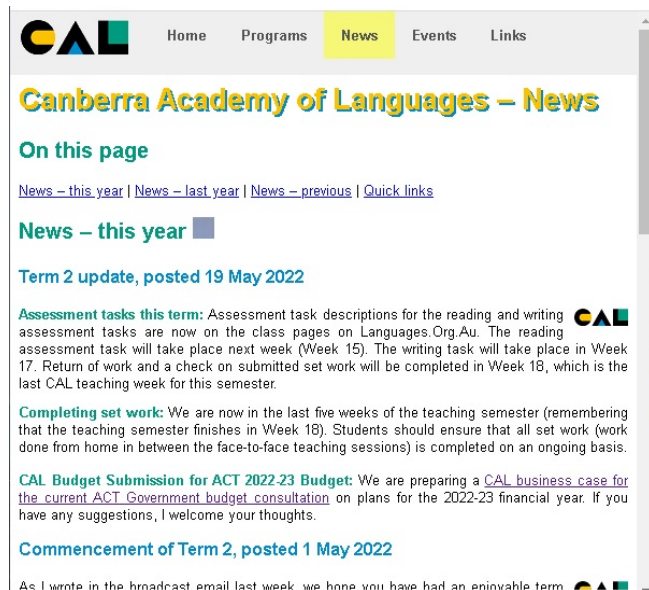 CAL Home Programs News Events Links
Canberra Academy of Languages – News
On this page
News – this year | News – last year | News – previous | Quick links
News – this year
Term 2 update, posted 19 May 2022
Assessment tasks this term: Assessment task descriptions for the reading and writing CAL
assessment tasks are now on the class pages on Languages.Org.Au. The reading
assessment task will take place next week (Week 15). The writing task will take place in Week
17. Return of work and a check on submitted set work will be completed in Week 18, which is the
last CAL teaching week for this semester.
Completing set work: We are now in the last five weeks of the teaching semester (remembering
that the teaching semester finishes in Week 18). Students should ensure that all set work (work
done from home in between the face-to-face teaching sessions) is completed on an ongoing basis.
CAL Budget Submission for ACT 2022-23 Budget: We are preparing a CAL business case for
the current ACT Government budget consultation on plans for the 2022-23 financial year. If you
have any suggestions, I welcome your thoughts.
Commencement of Term 2, posted 1 May 2022
As I wrote in the broadcast email last week, we hope you have had an enjoyable term CAL